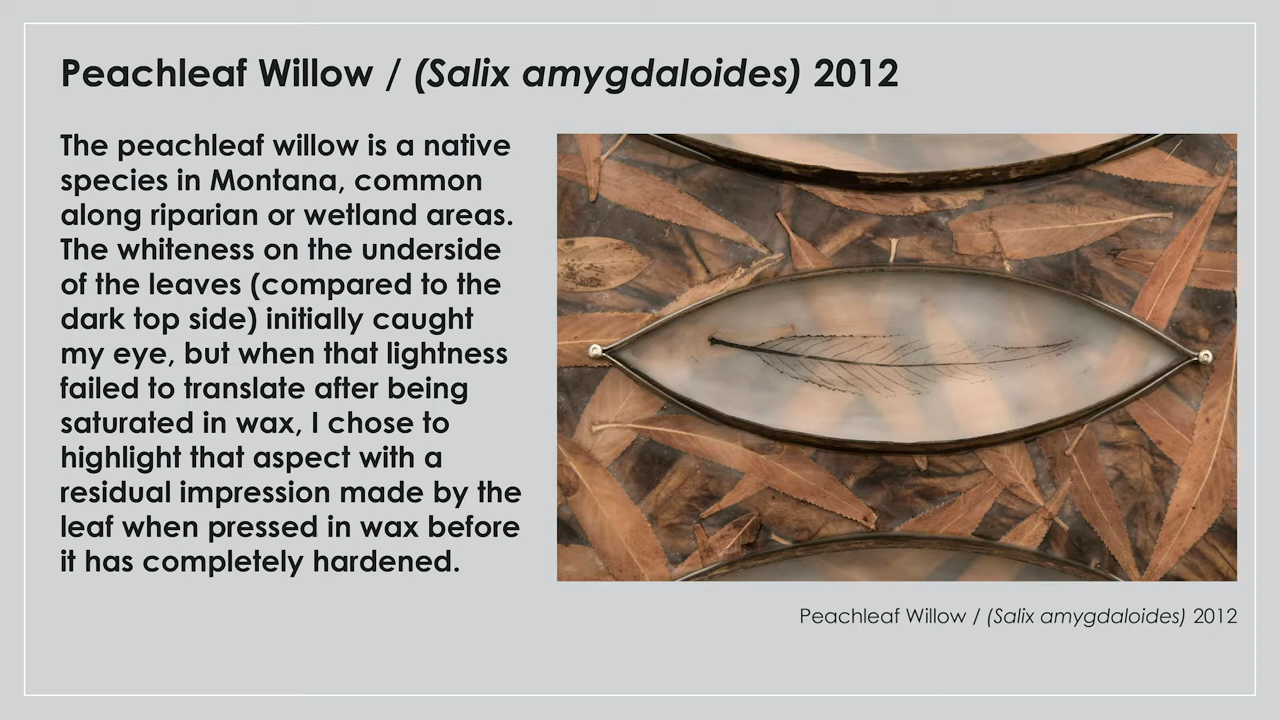 Peachleaf Willow / (Salix amygdaloides) 2012
The peachleaf willow is a native
species in Montana, common
along riparian or wetland areas.
The whiteness on the underside
of the leaves (compared to the
dark top side) initially caught
my eye, but when that lightness
failed to translate after being
saturated in wax, I chose to
highlight that aspect with a
residual impression made by the
leaf when pressed in wax before
it has completely hardened.
Peachleaf Willow / (Salix amygdaloides) 2012